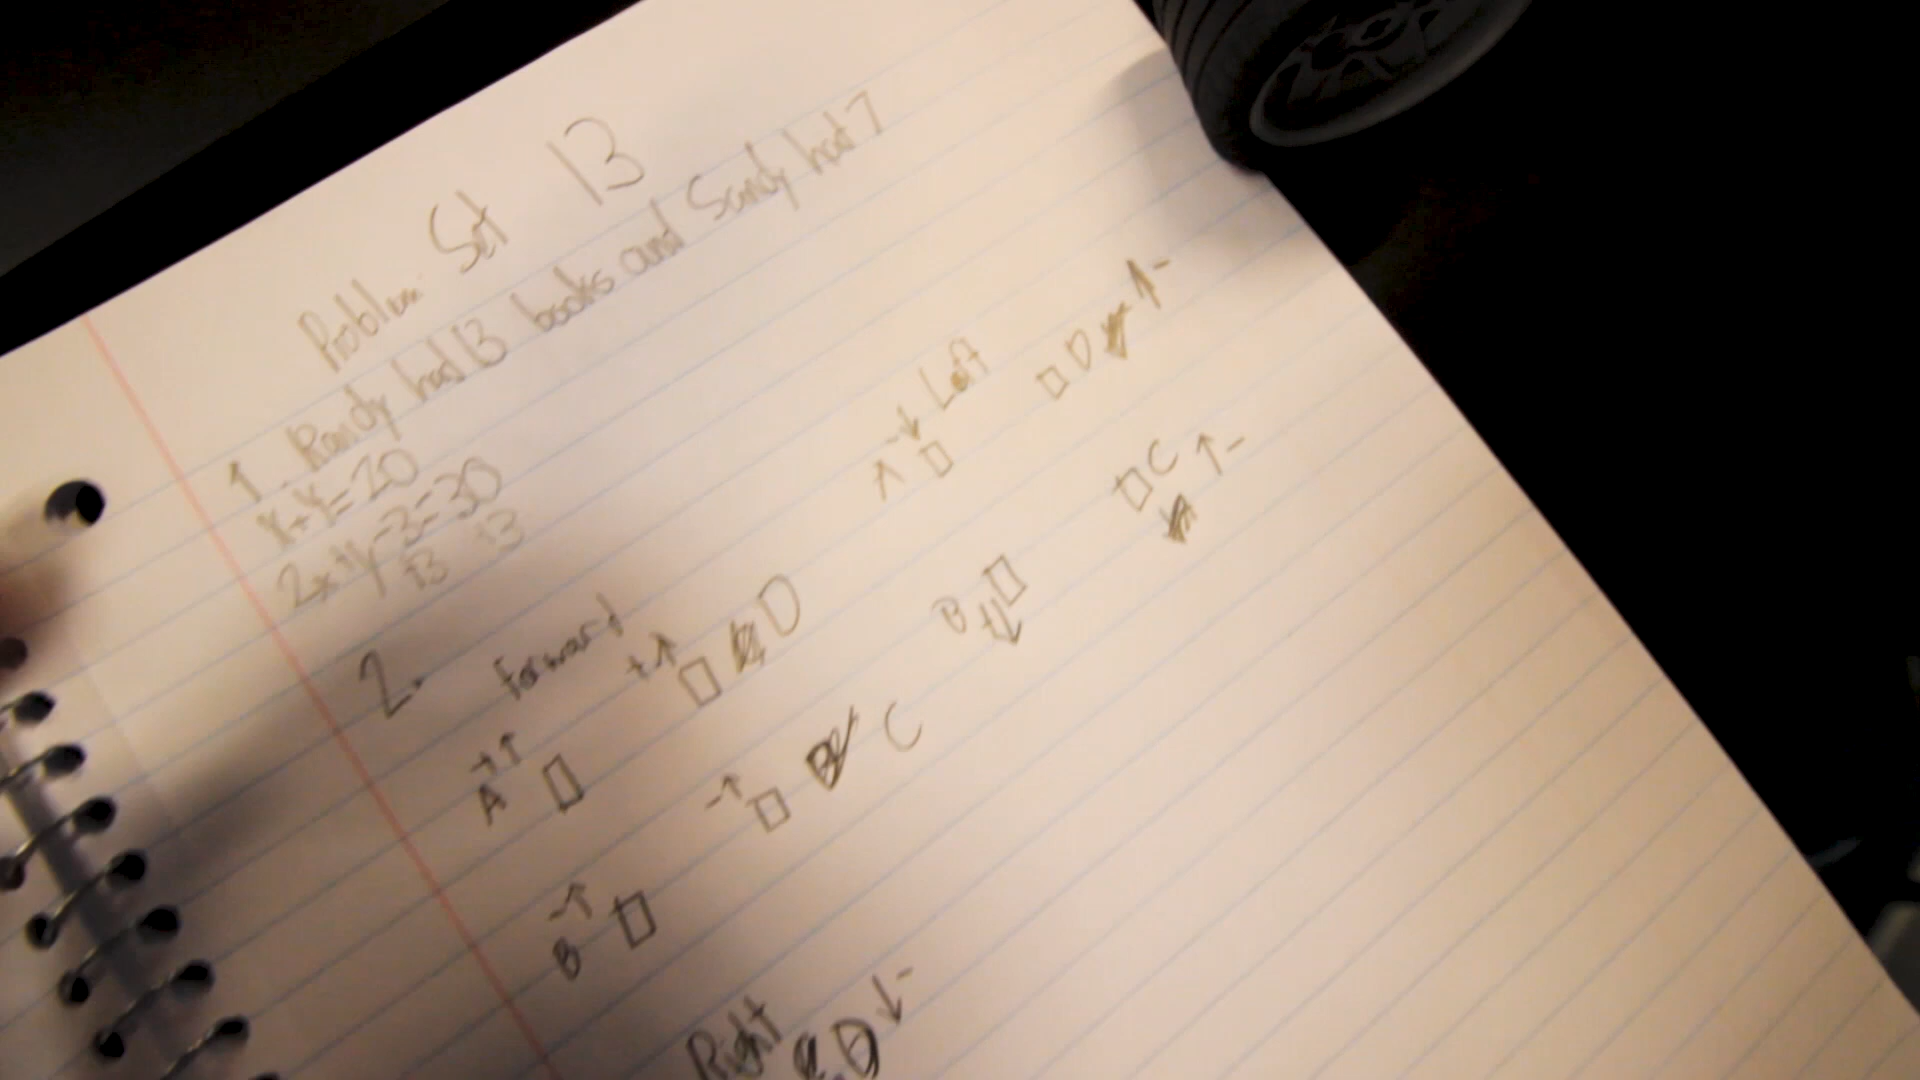 Problem Set 13
1. Randy had 13 books and Sandy had 7
x+y=20
2x+y-3=30
13 13
2. forward
+↑ +↑ D
A
-↑ C
-↑
B
A -↓ Left
D ↑-
C ↑-
B +↓
Right
D ↓-